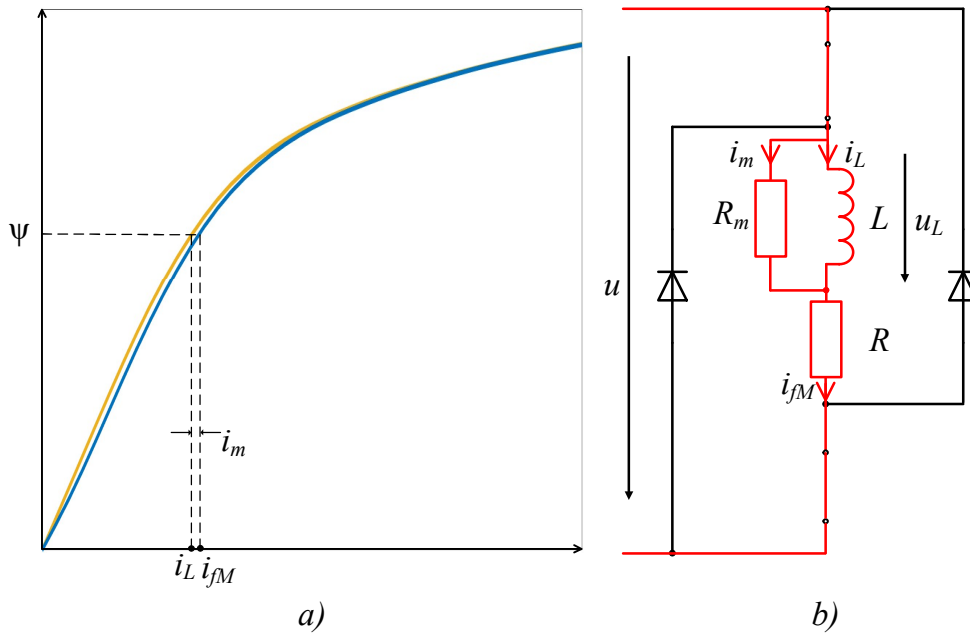 ψ
i_m
i_L i_fM
a)
i_m i_L
R_m L u_L
u
R
i_fM
b)